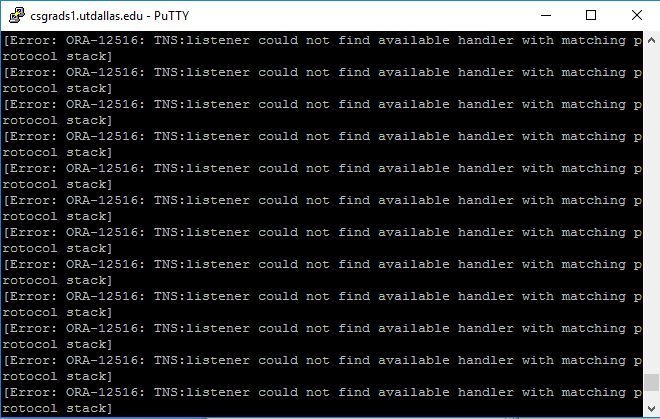 csgrads1.utdallas.edu - PuTTY
[Error: ORA-12516: TNS:listener could not find available handler with matching p
rotocol stack]
[Error: ORA-12516: TNS:listener could not find available handler with matching p
rotocol stack]
[Error: ORA-12516: TNS:listener could not find available handler with matching p
rotocol stack]
[Error: ORA-12516: TNS:listener could not find available handler with matching p
rotocol stack]
[Error: ORA-12516: TNS:listener could not find available handler with matching p
rotocol stack]
[Error: ORA-12516: TNS:listener could not find available handler with matching p
rotocol stack]
[Error: ORA-12516: TNS:listener could not find available handler with matching p
rotocol stack]
[Error: ORA-12516: TNS:listener could not find available handler with matching p
rotocol stack]
[Error: ORA-12516: TNS:listener could not find available handler with matching p
rotocol stack]
[Error: ORA-12516: TNS:listener could not find available handler with matching p
rotocol stack]
[Error: ORA-12516: TNS:listener could not find available handler with matching p
rotocol stack]
[Error: ORA-12516: TNS:listener could not find available handler with matching p
rotocol stack]